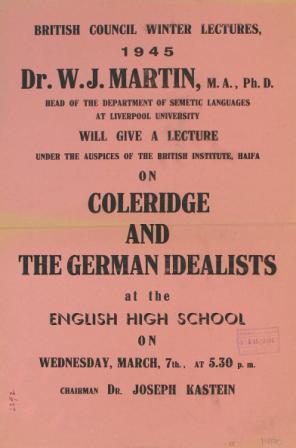 BRITISH COUNCIL WINTER LECTURES,
1945
Dr. W. J. MARTIN, M. A., Ph. D.
HEAD OF THE DEPARTMENT OF SEMETIC LANGUAGES
AT LIVERPOOL UNIVERSITY
WILL GIVE A LECTURE
UNDER THE AUSPICES OF THE BRITISH INSTITUTE, HAIFA
ON
COLERIDGE
AND
THE GERMAN IDEALISTS
at the
ENGLISH HIGH SCHOOL
ON
WEDNESDAY, MARCH, 7th., AT 5.30 p. m.
CHAIRMAN DR. JOSEPH KASTEIN